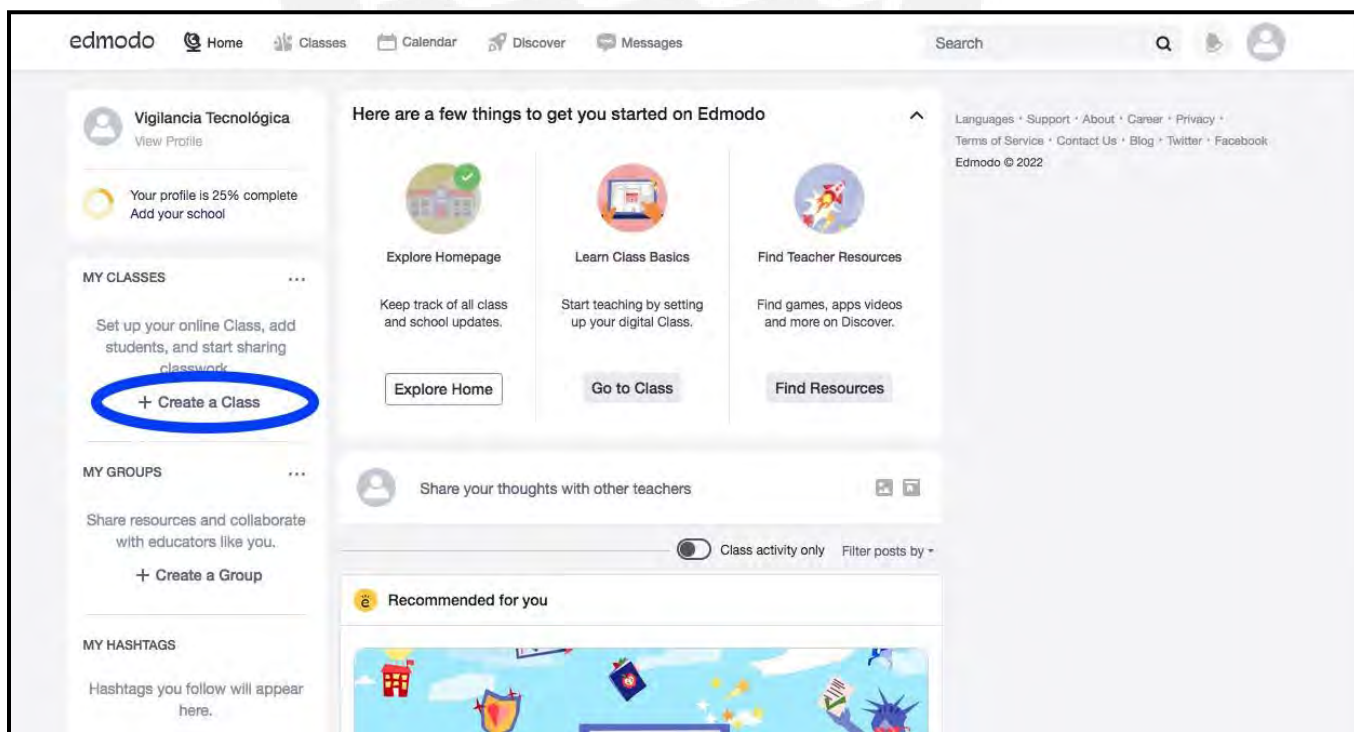 edmodo Home Classes Calendar Discover Messages Search
Vigilancia Tecnológica
View Profile
Your profile is 25% complete
Add your school
MY CLASSES ...
Set up your online Class, add
students, and start sharing
classwork
+ Create a Class
MY GROUPS ...
Share resources and collaborate
with educators like you.
+ Create a Group
MY HASHTAGS
Hashtags you follow will appear
here.
Here are a few things to get you started on Edmodo
Explore Homepage
Keep track of all class
and school updates.
Explore Home
Learn Class Basics
Start teaching by setting
up your digital Class.
Go to Class
Find Teacher Resources
Find games, apps videos
and more on Discover.
Find Resources
Share your thoughts with other teachers
Class activity only Filter posts by
ë Recommended for you
Languages · Support · About · Career · Privacy ·
Terms of Service · Contact Us · Blog · Twitter · Facebook
Edmodo © 2022